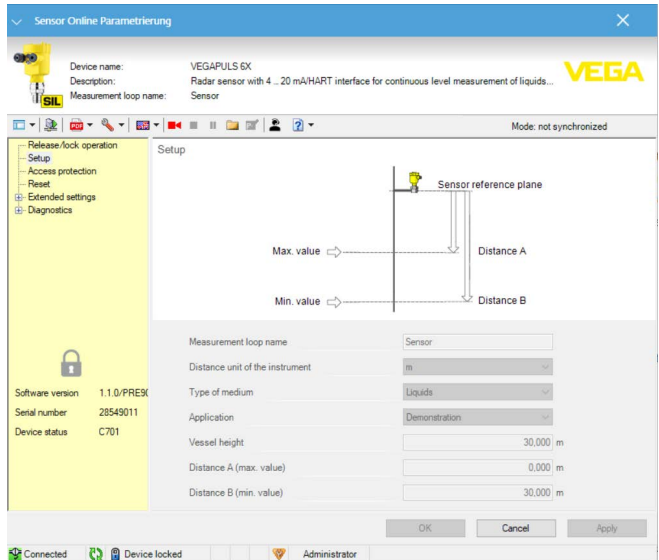 Sensor Online Parametrierung
Device name: VEGAPULS 6X
Description: Radar sensor with 4 .. 20 mA/HART interface for continuous level measurement of liquids...
Measurement loop name: Sensor
VEGA
SIL
PDF
Mode: not synchronized
Release/lock operation
Setup
Access protection
Reset
Extended settings
Diagnostics
Setup
Sensor reference plane
Max. value
Distance A
Min. value
Distance B
Measurement loop name Sensor
Distance unit of the instrument m
Type of medium Liquids
Application Demonstration
Vessel height 30,000 m
Distance A (max. value) 0,000 m
Distance B (min. value) 30,000 m
Software version 1.1.0/PRE90
Serial number 28549011
Device status C701
OK Cancel Apply
Connected Device locked Administrator